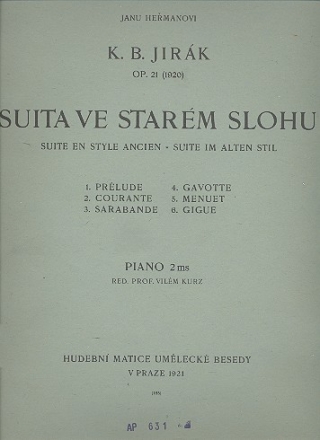 JANU HEŘMANOVI
K. B. JIRÁK
OP. 21 (1920)
SUITA VE STARÉM SLOHU
SUITE EN STYLE ANCIEN · SUITE IM ALTEN STIL
1. PRÉLUDE 4. GAVOTTE
2. COURANTE 5. MENUET
3. SARABANDE 6. GIGUE
PIANO 2ms
RED. PROF. VILÉM KURZ
HUDEBNÍ MATICE UMĚLECKÉ BESEDY
V PRAZE 1921
AP 631